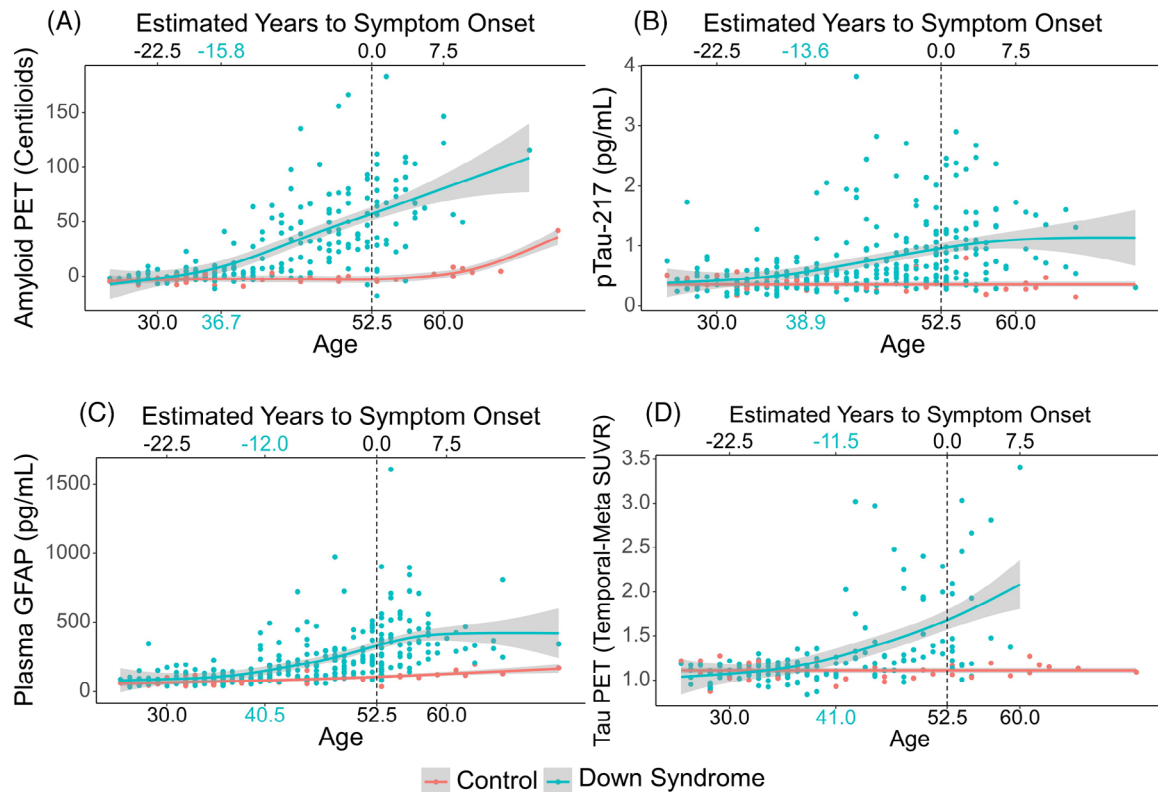 (A)
Estimated Years to Symptom Onset
-22.5 -15.8 0.0 7.5
Amyloid PET (Centiloids)
150
100
50
0
30.0 36.7 52.5 60.0
Age
(B)
Estimated Years to Symptom Onset
-22.5 -13.6 0.0 7.5
pTau-217 (pg/mL)
4
3
2
1
0
30.0 38.9 52.5 60.0
Age
(C)
Estimated Years to Symptom Onset
-22.5 -12.0 0.0 7.5
Plasma GFAP (pg/mL)
1500
1000
500
0
30.0 40.5 52.5 60.0
Age
(D)
Estimated Years to Symptom Onset
-22.5 -11.5 0.0 7.5
Tau PET (Temporal-Meta SUVR)
3.5
3.0
2.5
2.0
1.5
1.0
30.0 41.0 52.5 60.0
Age
Control Down Syndrome